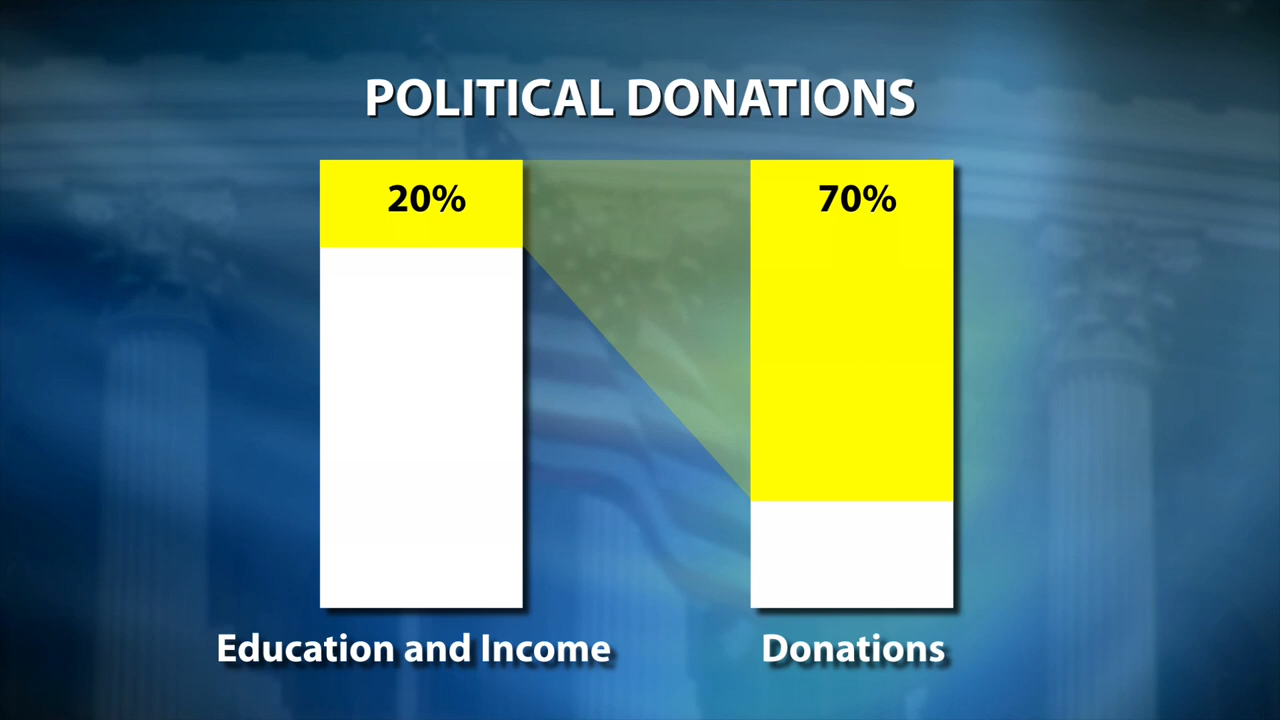 POLITICAL DONATIONS
20%
70%
Education and Income
Donations